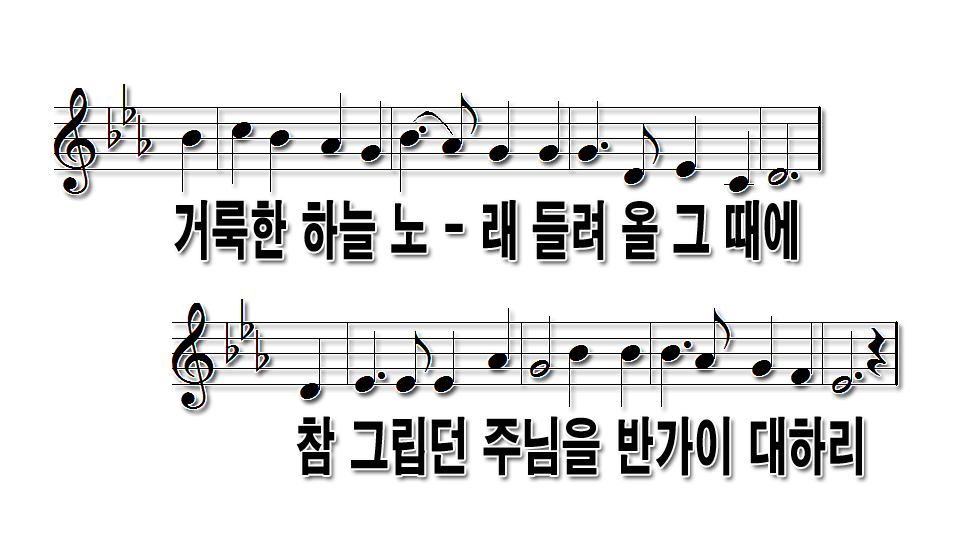 거룩한 하늘 노 - 래 들려 올 그 때에
참 그립던 주님을 반가이 대하리